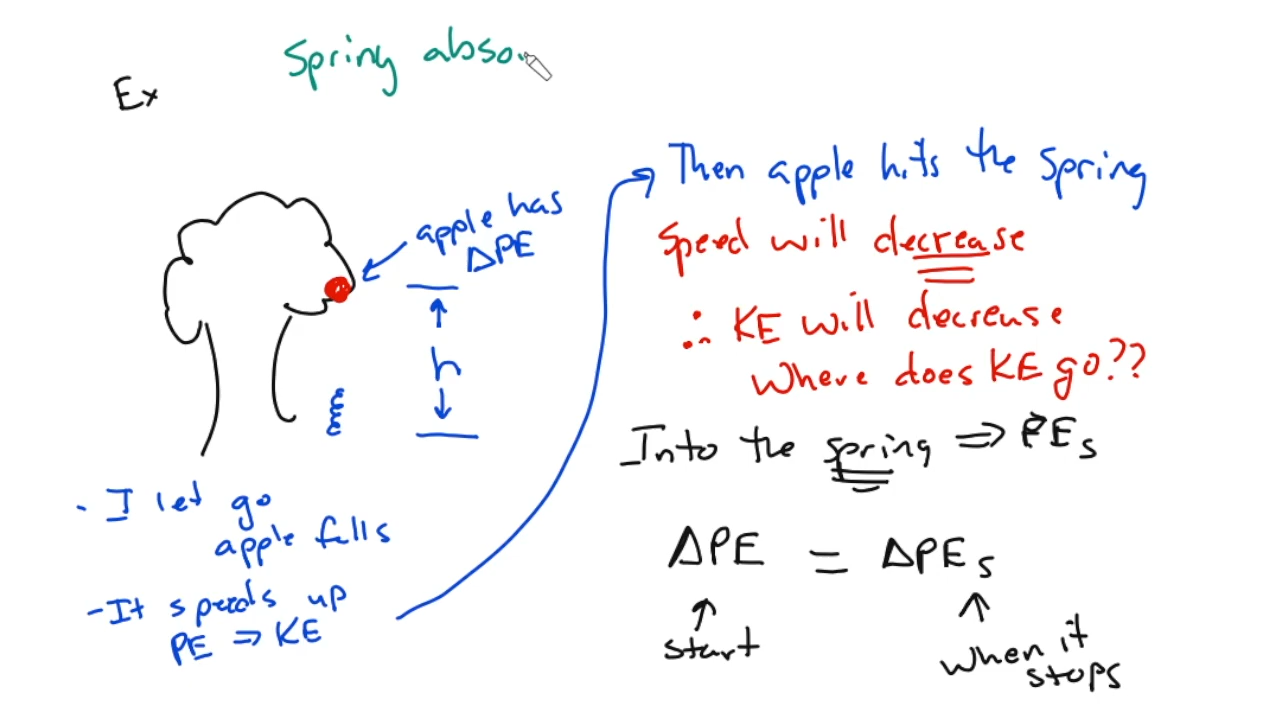 Spring abso
Ex
apple has
ΔPE
h
- I let go
apple falls
- It speeds up
PE ⇒ KE
Then apple hits the spring
Speed will decrease
∴ KE will decrease
Where does KE go??
Into the spring ⇒ PEs
ΔPE = ΔPEs
↑ ↑
start when it
stops